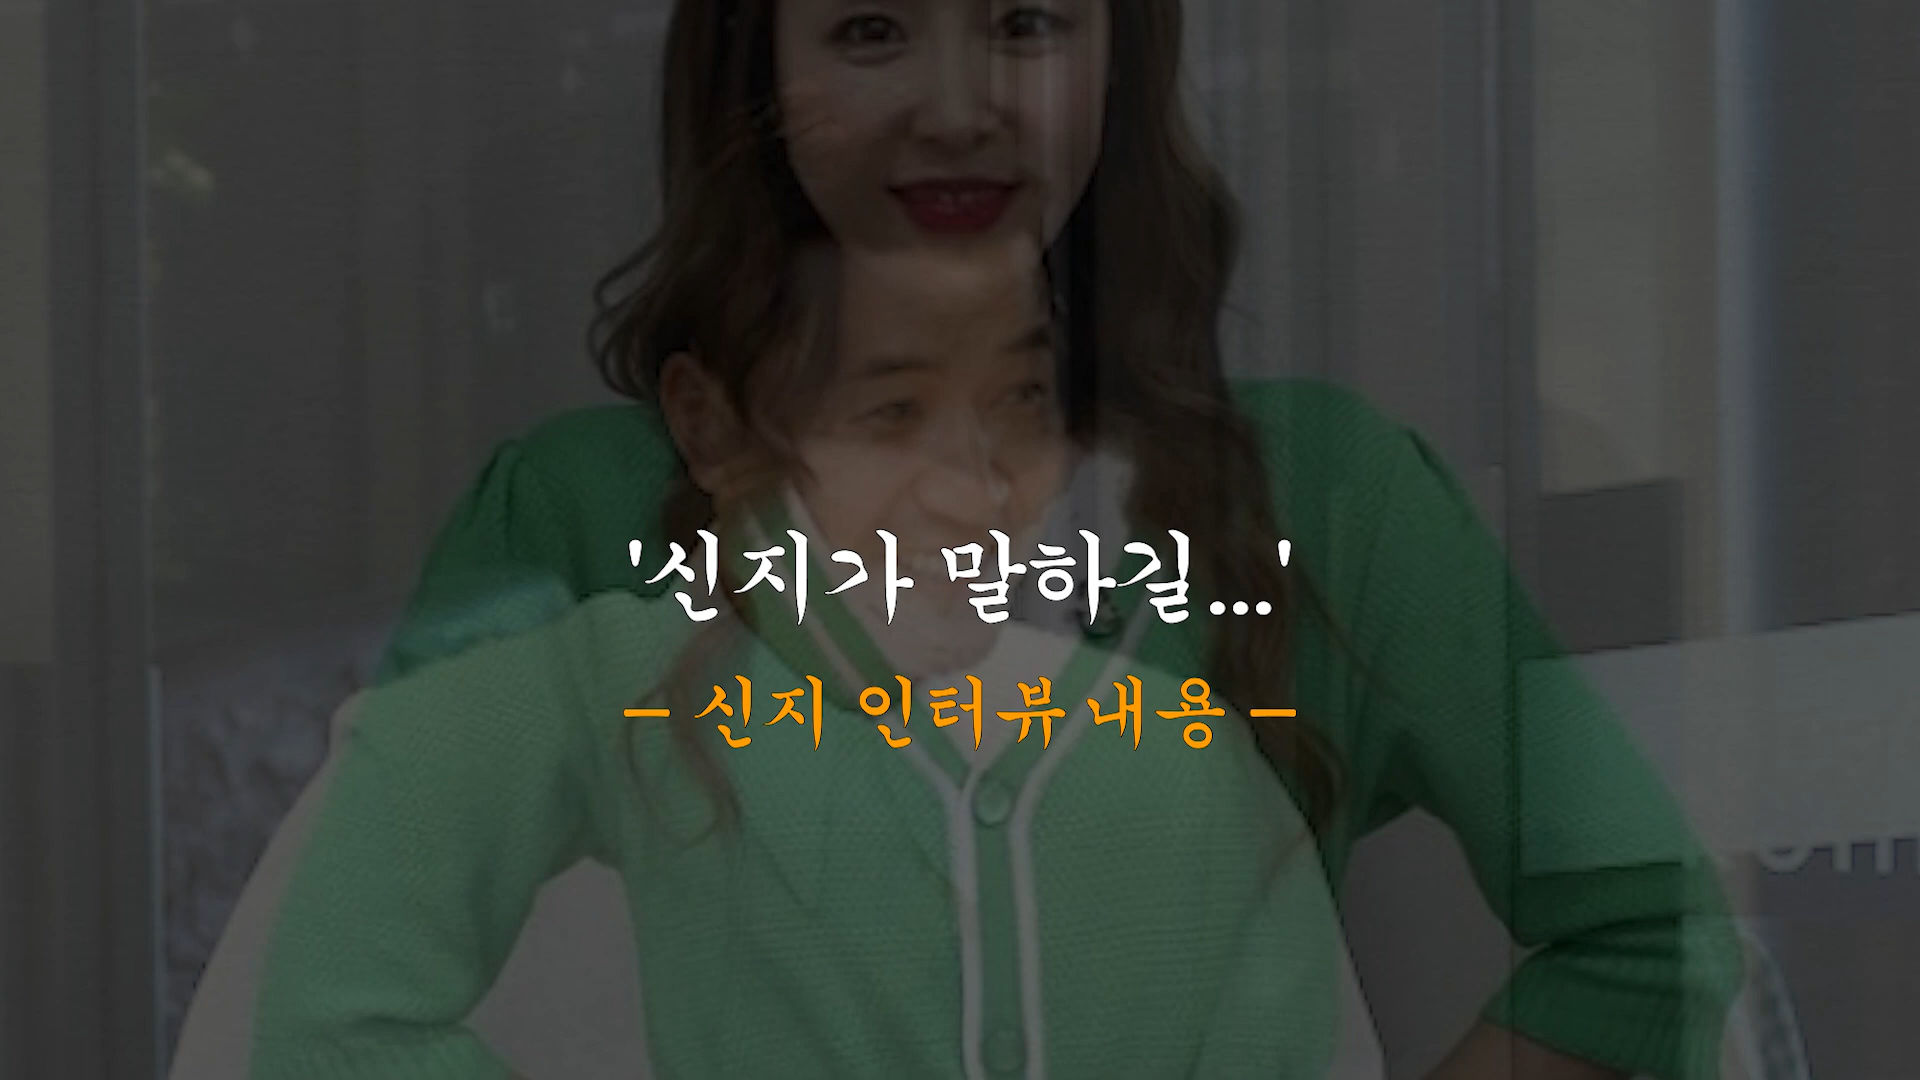 '신지가 말하길...'
- 신지 인터뷰 내용 -